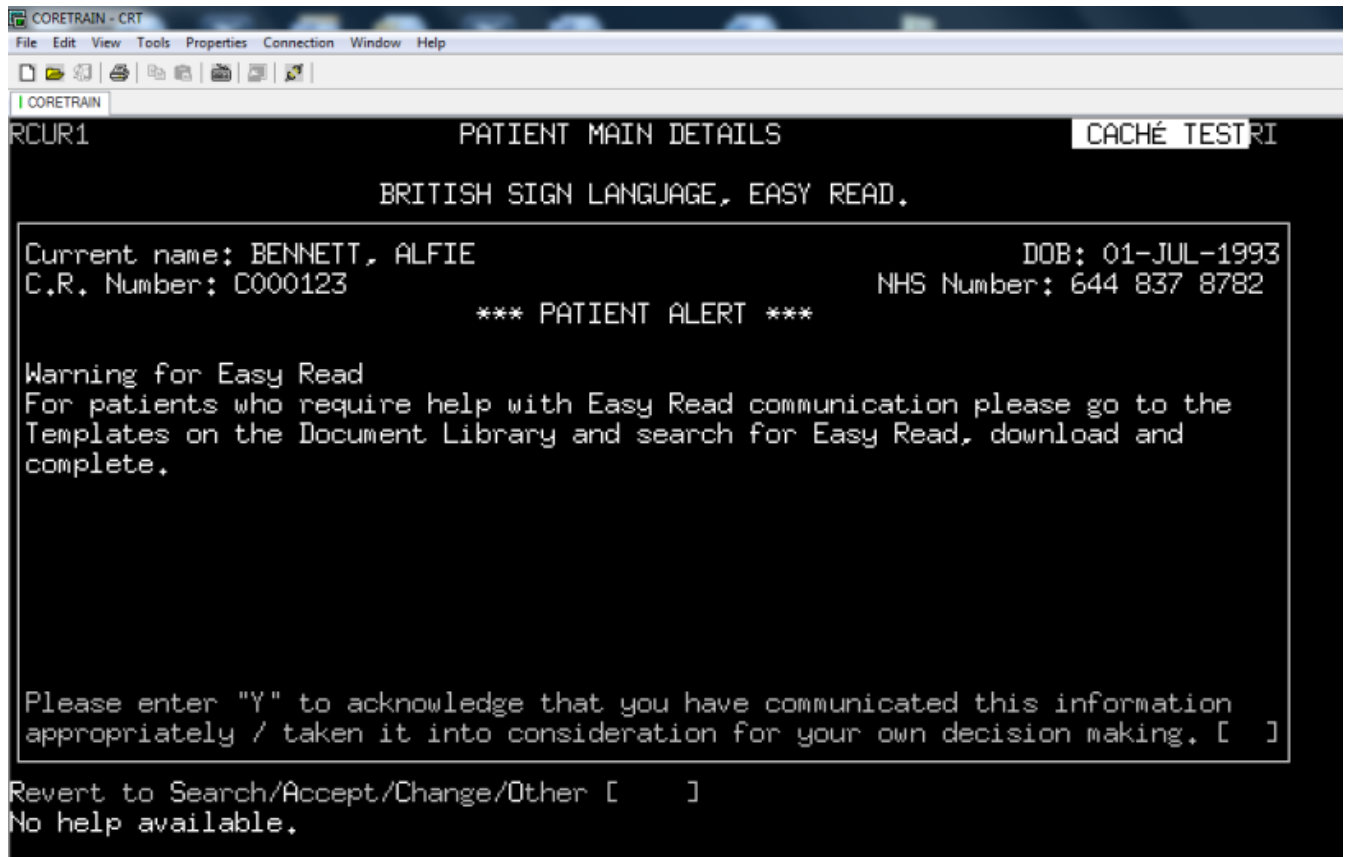 CORETRAIN - CRT
File Edit View Tools Properties Connection Window Help
CORETRAIN
RCUR1 PATIENT MAIN DETAILS CACHÉ TESTRI
BRITISH SIGN LANGUAGE, EASY READ.
Current name: BENNETT, ALFIE DOB: 01-JUL-1993
C.R. Number: C000123 NHS Number: 644 837 8782
*** PATIENT ALERT ***
Warning for Easy Read
For patients who require help with Easy Read communication please go to the
Templates on the Document Library and search for Easy Read, download and
complete.
Please enter "Y" to acknowledge that you have communicated this information
appropriately / taken it into consideration for your own decision making. [ ]
Revert to Search/Accept/Change/Other [ ]
No help available.